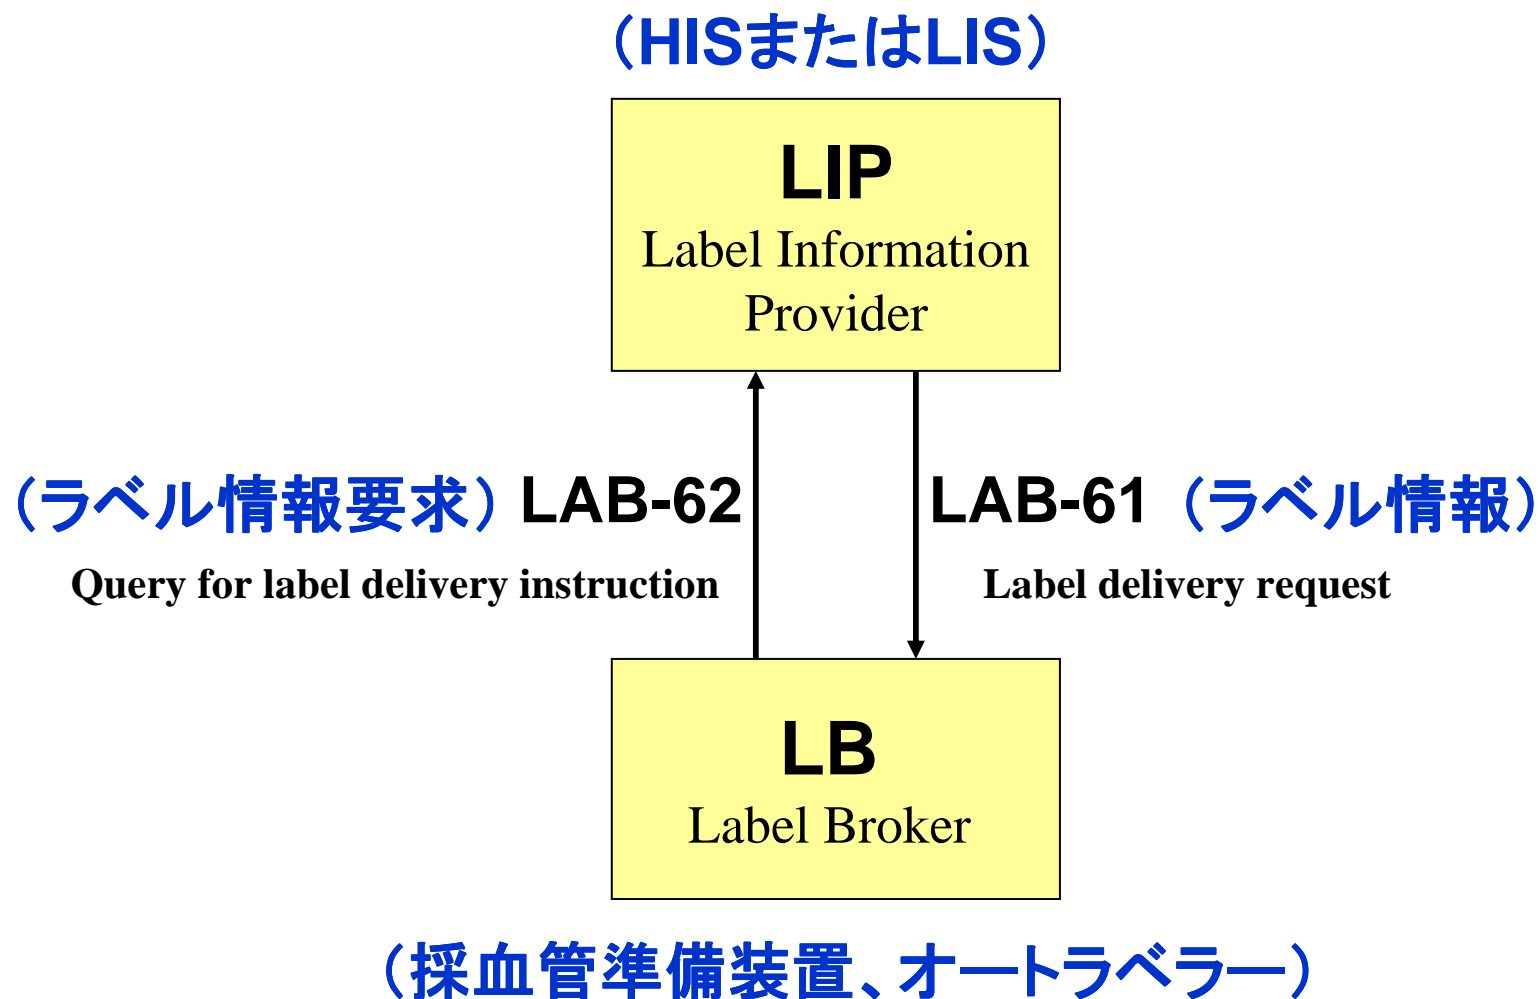 （HISまたはLIS）
LIP
Label Information
Provider
（ラベル情報要求）LAB-62
LAB-61（ラベル情報）
Query for label delivery instruction
Label delivery request
LB
Label Broker
（採血管準備装置、オートラベラー）